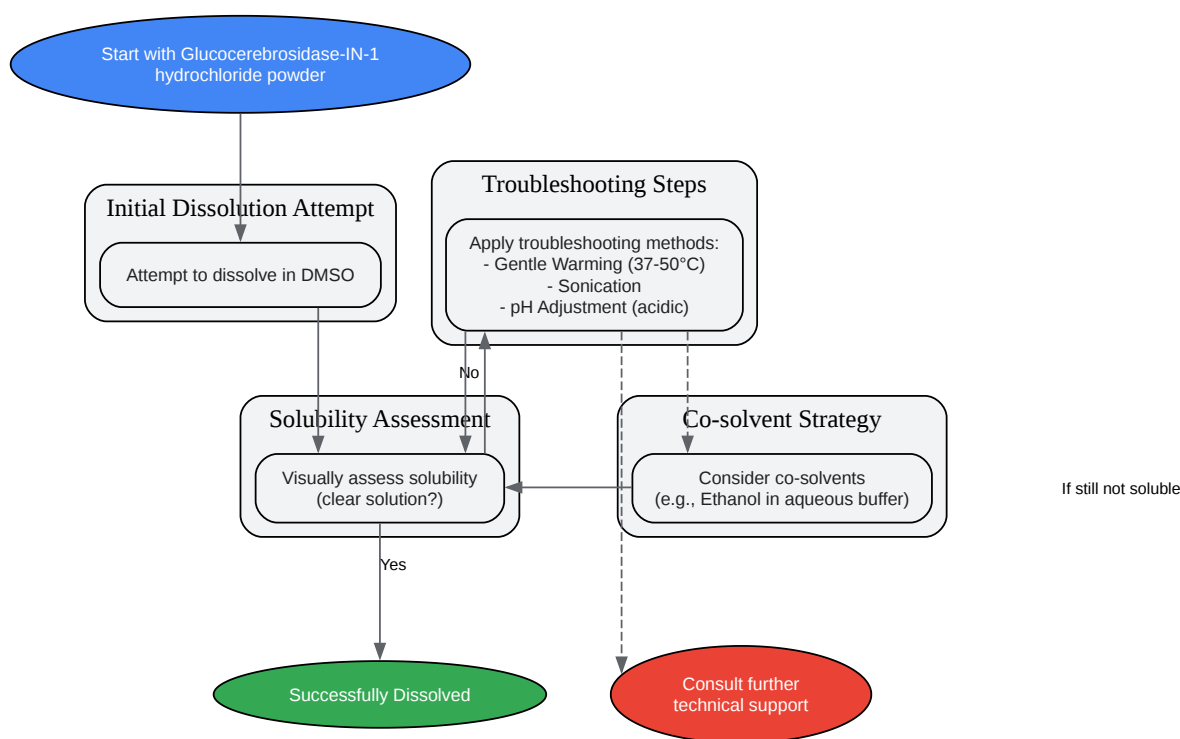 Start with Glucocerebrosidase-IN-1
hydrochloride powder
Troubleshooting Steps
Initial Dissolution Attempt
Apply troubleshooting methods:
- Gentle Warming (37-50°C)
- Sonication
- pH Adjustment (acidic)
Attempt to dissolve in DMSO
No
Solubility Assessment
Co-solvent Strategy
Visually assess solubility
(clear solution?)
Consider co-solvents
(e.g., Ethanol in aqueous buffer)
If still not soluble
Yes
Successfully Dissolved
Consult further
technical support